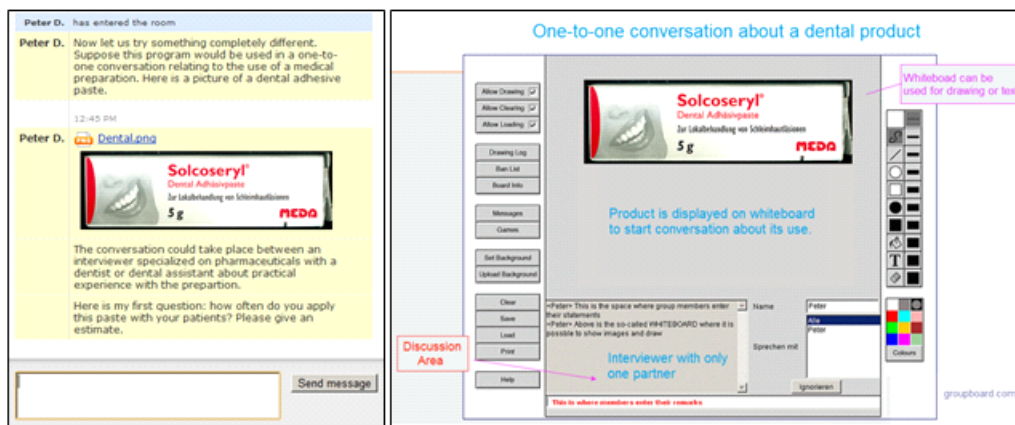 Peter D. has entered the room
Peter D. Now let us try something completely different.
Suppose this program would be used in a one-to-
one conversation relating to the use of a medical
preparation. Here is a picture of a dental adhesive
paste.
12:45 PM
Peter D. Dental.png
Solcoseryl®
Dental Adhäsivpaste
Zur Lokalbehandlung von Schleimhautläsionen
5 g
MEDA
The conversation could take place between an
interviewer specialized on pharmaceuticals with a
dentist or dental assistant about practical
experience with the prepartion.
Here is my first question: how often do you apply
this paste with your patients? Please give an
estimate.
Send message
One-to-one conversation about a dental product
Allow Drawing
Allow Clearing
Allow Loading
Drawing Log
Ban List
Board Info
Messages
Games
Set Background
Upload Background
Clear
Save
Load
Print
Help
Solcoseryl®
Dental Adhäsivpaste
Zur Lokalbehandlung von Schleimhautläsionen
5 g
MEDA
Whiteboad can be
used for drawing or tex
Product is displayed on whiteboard
to start conversation about its use.
T
Colours
<Peter> This is the space where group members enter
their statements
<Peter> Above is the so-called WHITEBOARD where it is
possible to show images and draw
Interviewer with only
one partner
Discussion
Area
Name
Peter
Alle
Peter
Sprechen mit
Ignorieren
This is where members enter their remarks
groupboard.com